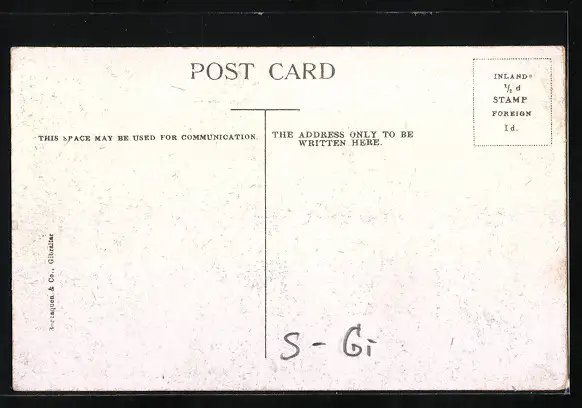 POST CARD
INLAND
½ d
STAMP
FOREIGN
1d.
THIS SPACE MAY BE USED FOR COMMUNICATION.
THE ADDRESS ONLY TO BE
WRITTEN HERE.
& Co., Gibraltar
S - Gi